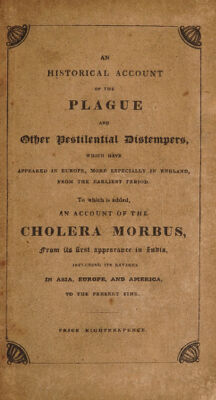 AN
HISTORICAL ACCOUNT
OF THE
PLAGUE
AND
Other Pestilential Distempers,
WHICH HAVE
APPEARED IN EUROPE, MORE ESPECIALLY IN ENGLAND,
FROM THE EARLIEST PERIOD.
To which is added,
AN ACCOUNT OF THE
CHOLERA MORBUS,
From its first appearance in India,
INCLUDING ITS RAVAGES
IN ASIA, EUROPE, AND AMERICA,
TO THE PRESENT TIME.
PRICE EIGHTEENPENCE.